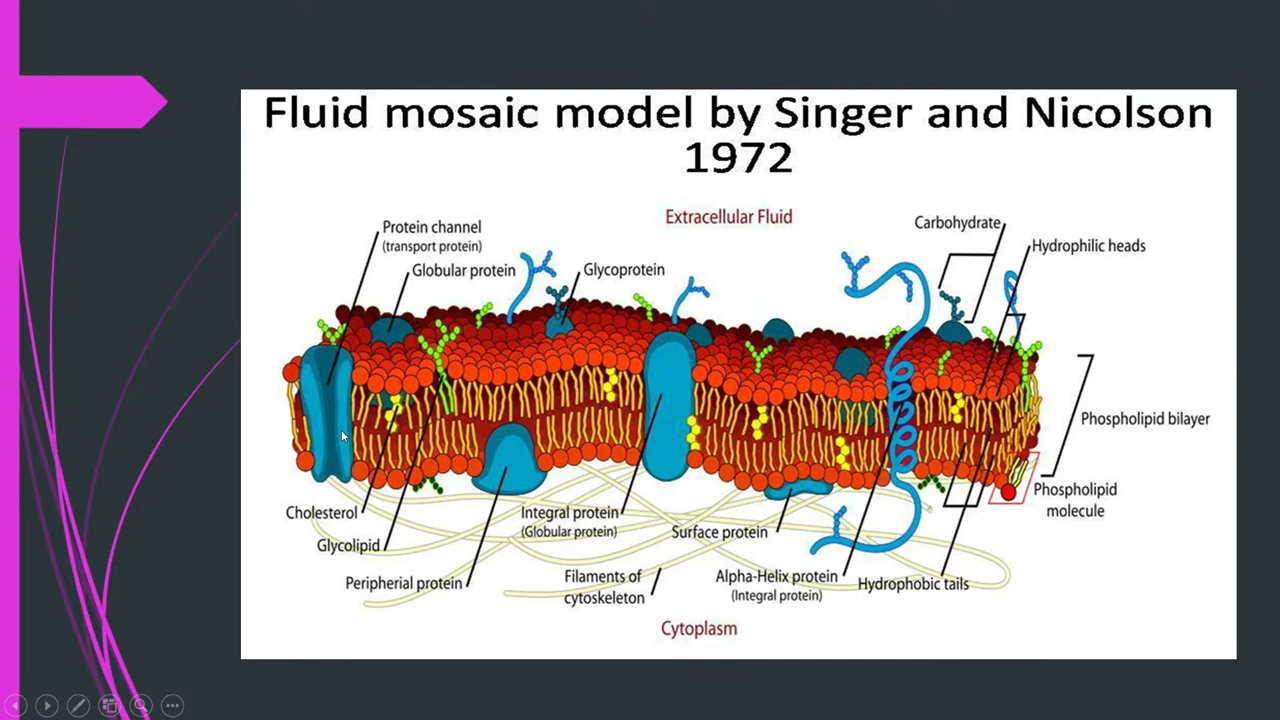 Fluid mosaic model by Singer and Nicolson
1972
Extracellular Fluid
Protein channel
(transport protein)
Globular protein
Glycoprotein
Carbohydrate
Hydrophilic heads
Phospholipid bilayer
Phospholipid
molecule
Cholesterol
Glycolipid
Peripherial protein
Integral protein
(Globular protein)
Filaments of
cytoskeleton
Surface protein
Alpha-Helix protein
(Integral protein)
Hydrophobic tails
Cytoplasm